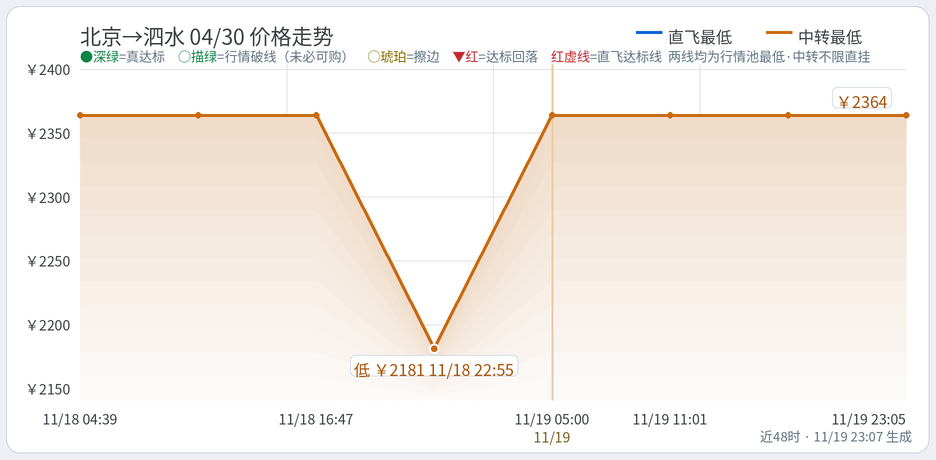 北京→泗水 04/30 价格走势
直飞最低
中转最低
●深绿=真达标 ○描绿=行情破线（未必可购） ○琥珀=擦边 ▼红=达标回落 红虚线=直飞达标线 两线均为行情池最低·中转不限直挂
￥2400
￥2364
￥2350
￥2300
￥2250
￥2200
低 ￥2181 11/18 22:55
￥2150
11/18 04:39
11/18 16:47
11/19 05:00
11/19 11:01
11/19 23:05
11/19
近48时 · 11/19 23:07 生成